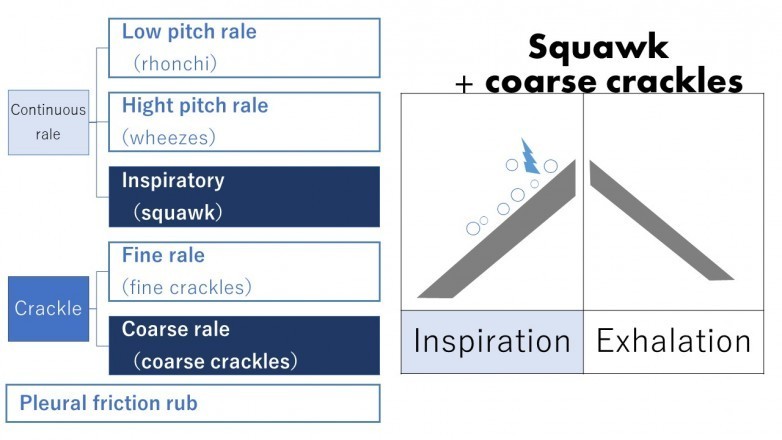 Low pitch rale
(rhonchi)
Continuous
rale
Hight pitch rale
(wheezes)
Inspiratory
(squawk)
Fine rale
(fine crackles)
Crackle
Coarse rale
(coarse crackles)
Pleural friction rub
Squawk
+ coarse crackles
Inspiration
Exhalation